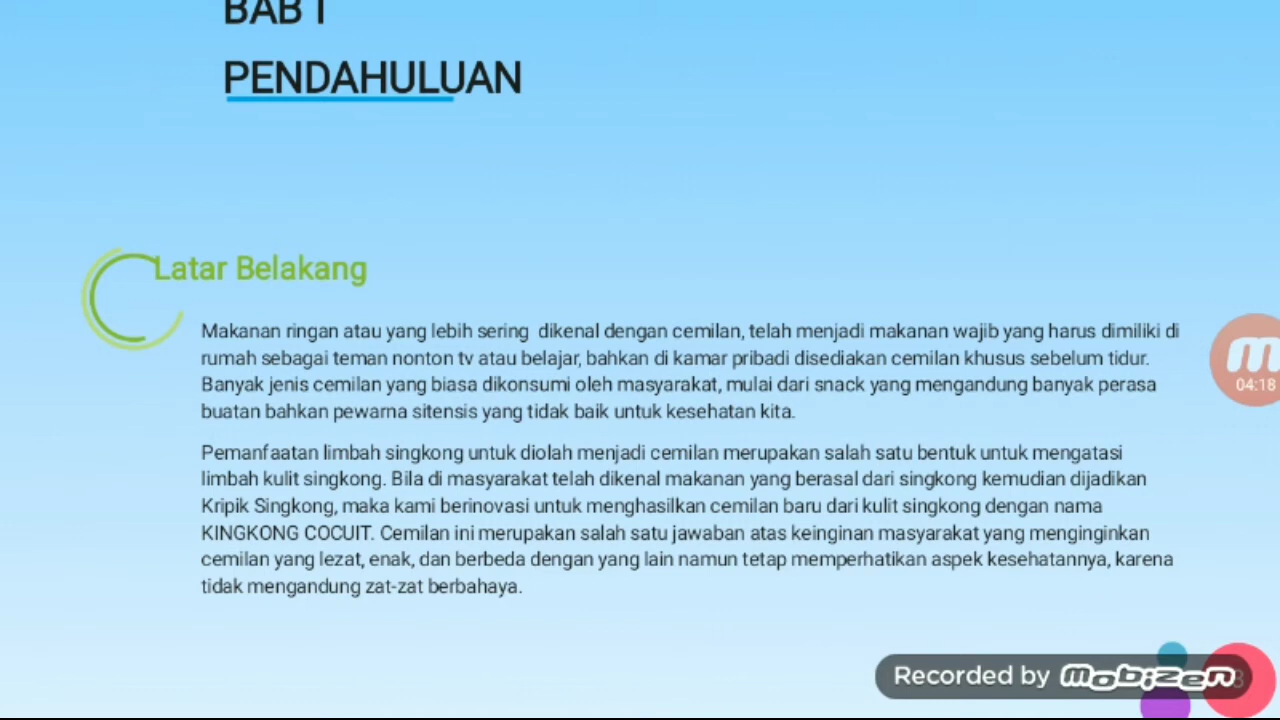 BAB I
PENDAHULUAN
Latar Belakang
Makanan ringan atau yang lebih sering dikenal dengan cemilan, telah menjadi makanan wajib yang harus dimiliki di
rumah sebagai teman nonton tv atau belajar, bahkan di kamar pribadi disediakan cemilan khusus sebelum tidur.
Banyak jenis cemilan yang biasa dikonsumi oleh masyarakat, mulai dari snack yang mengandung banyak perasa
buatan bahkan pewarna sitensis yang tidak baik untuk kesehatan kita.
Pemanfaatan limbah singkong untuk diolah menjadi cemilan merupakan salah satu bentuk untuk mengatasi
limbah kulit singkong. Bila di masyarakat telah dikenal makanan yang berasal dari singkong kemudian dijadikan
Kripik Singkong, maka kami berinovasi untuk menghasilkan cemilan baru dari kulit singkong dengan nama
KINGKONG COCUIT. Cemilan ini merupakan salah satu jawaban atas keinginan masyarakat yang menginginkan
cemilan yang lezat, enak, dan berbeda dengan yang lain namun tetap memperhatikan aspek kesehatannya, karena
tidak mengandung zat-zat berbahaya.
04:18
Recorded by mobizen